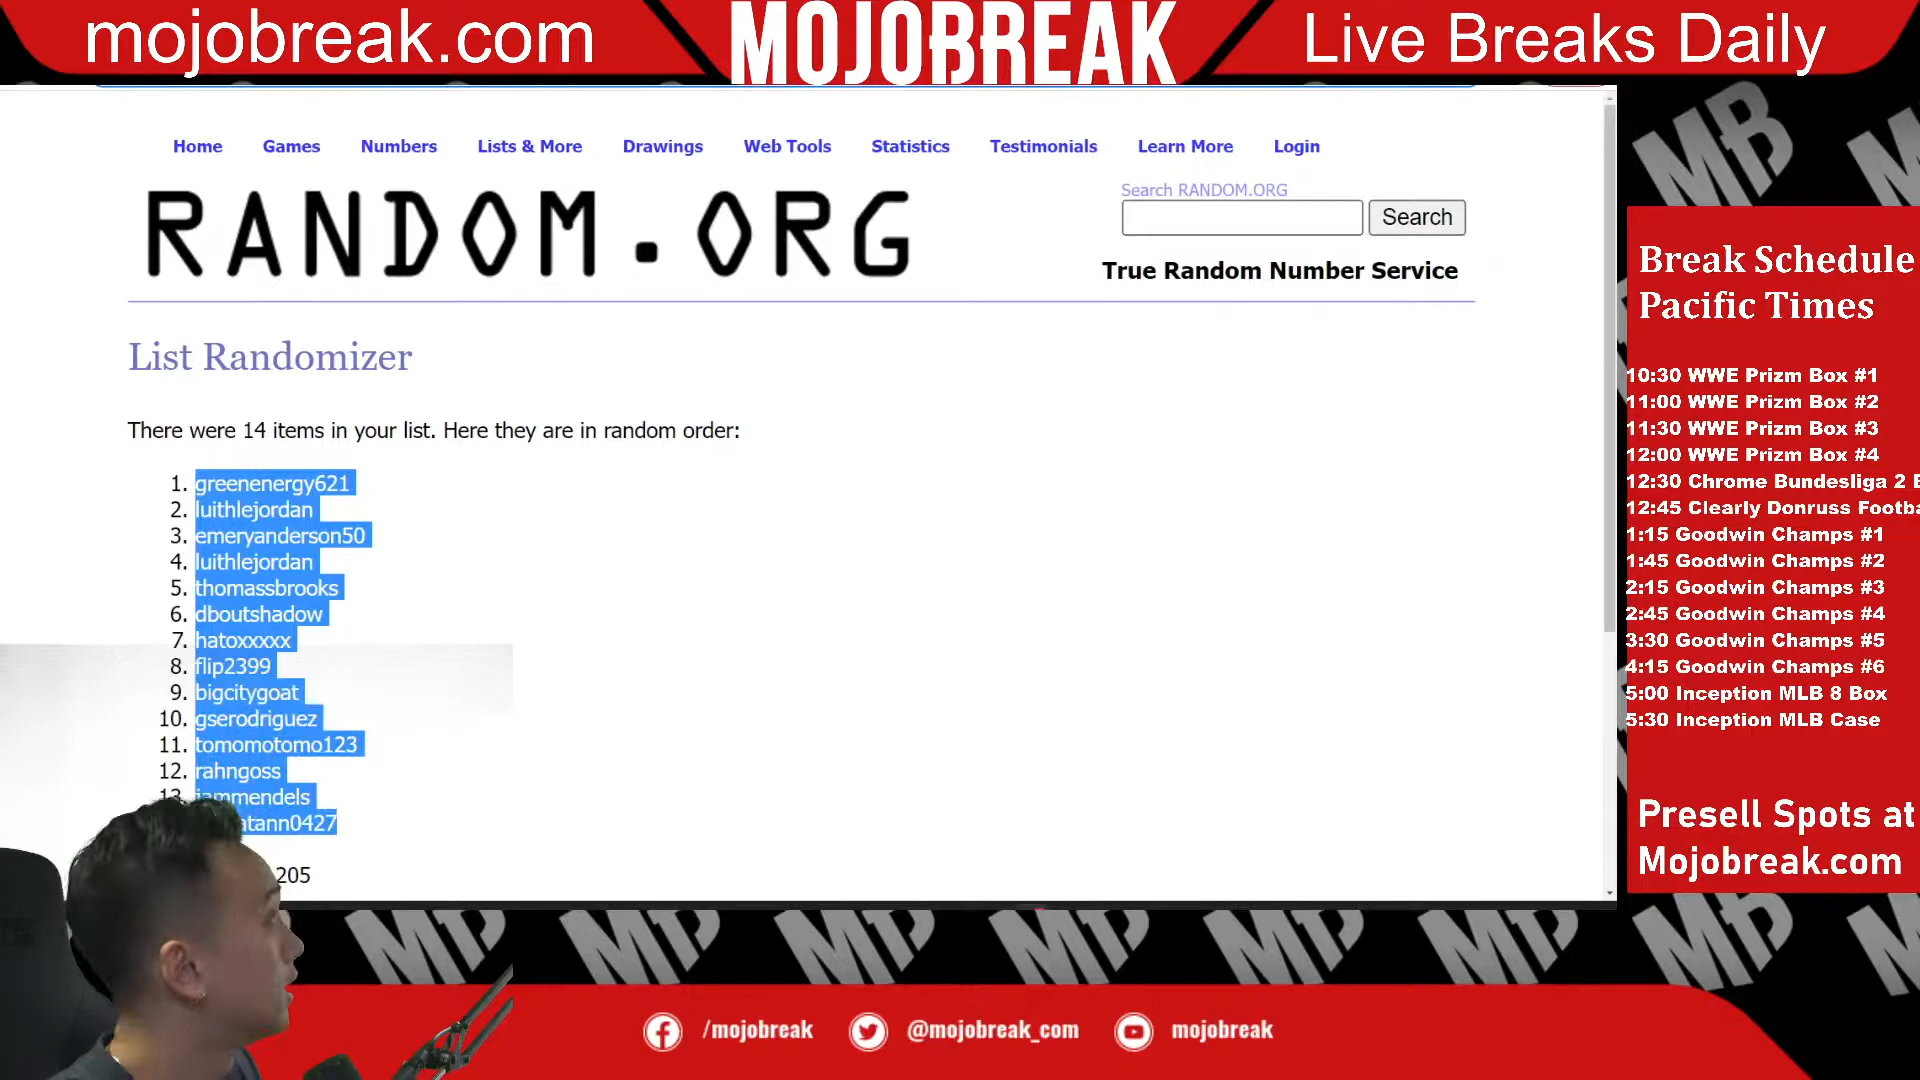 mojobreak.com
MOJOBREAK
Live Breaks Daily
Home Games Numbers Lists & More Drawings Web Tools Statistics Testimonials Learn More Login
RANDOM.ORG
Search RANDOM.ORG
Search
True Random Number Service
List Randomizer
There were 14 items in your list. Here they are in random order:
1. greenenergy621
2. luithlejordan
3. emeryanderson50
4. luithlejordan
5. thomassbrooks
6. dboutshadow
7. hatoxxxxx
8. flip2399
9. bigcitygoat
10. gserodriguez
11. tomomotomo123
12. rahngoss
13. iammendels
atann0427
205
Break Schedule
Pacific Times
10:30 WWE Prizm Box #1
11:00 WWE Prizm Box #2
11:30 WWE Prizm Box #3
12:00 WWE Prizm Box #4
12:30 Chrome Bundesliga 2 B
12:45 Clearly Donruss Footba
1:15 Goodwin Champs #1
1:45 Goodwin Champs #2
2:15 Goodwin Champs #3
2:45 Goodwin Champs #4
3:30 Goodwin Champs #5
4:15 Goodwin Champs #6
5:00 Inception MLB 8 Box
5:30 Inception MLB Case
Presell Spots at
Mojobreak.com
/mojobreak @mojobreak_com mojobreak